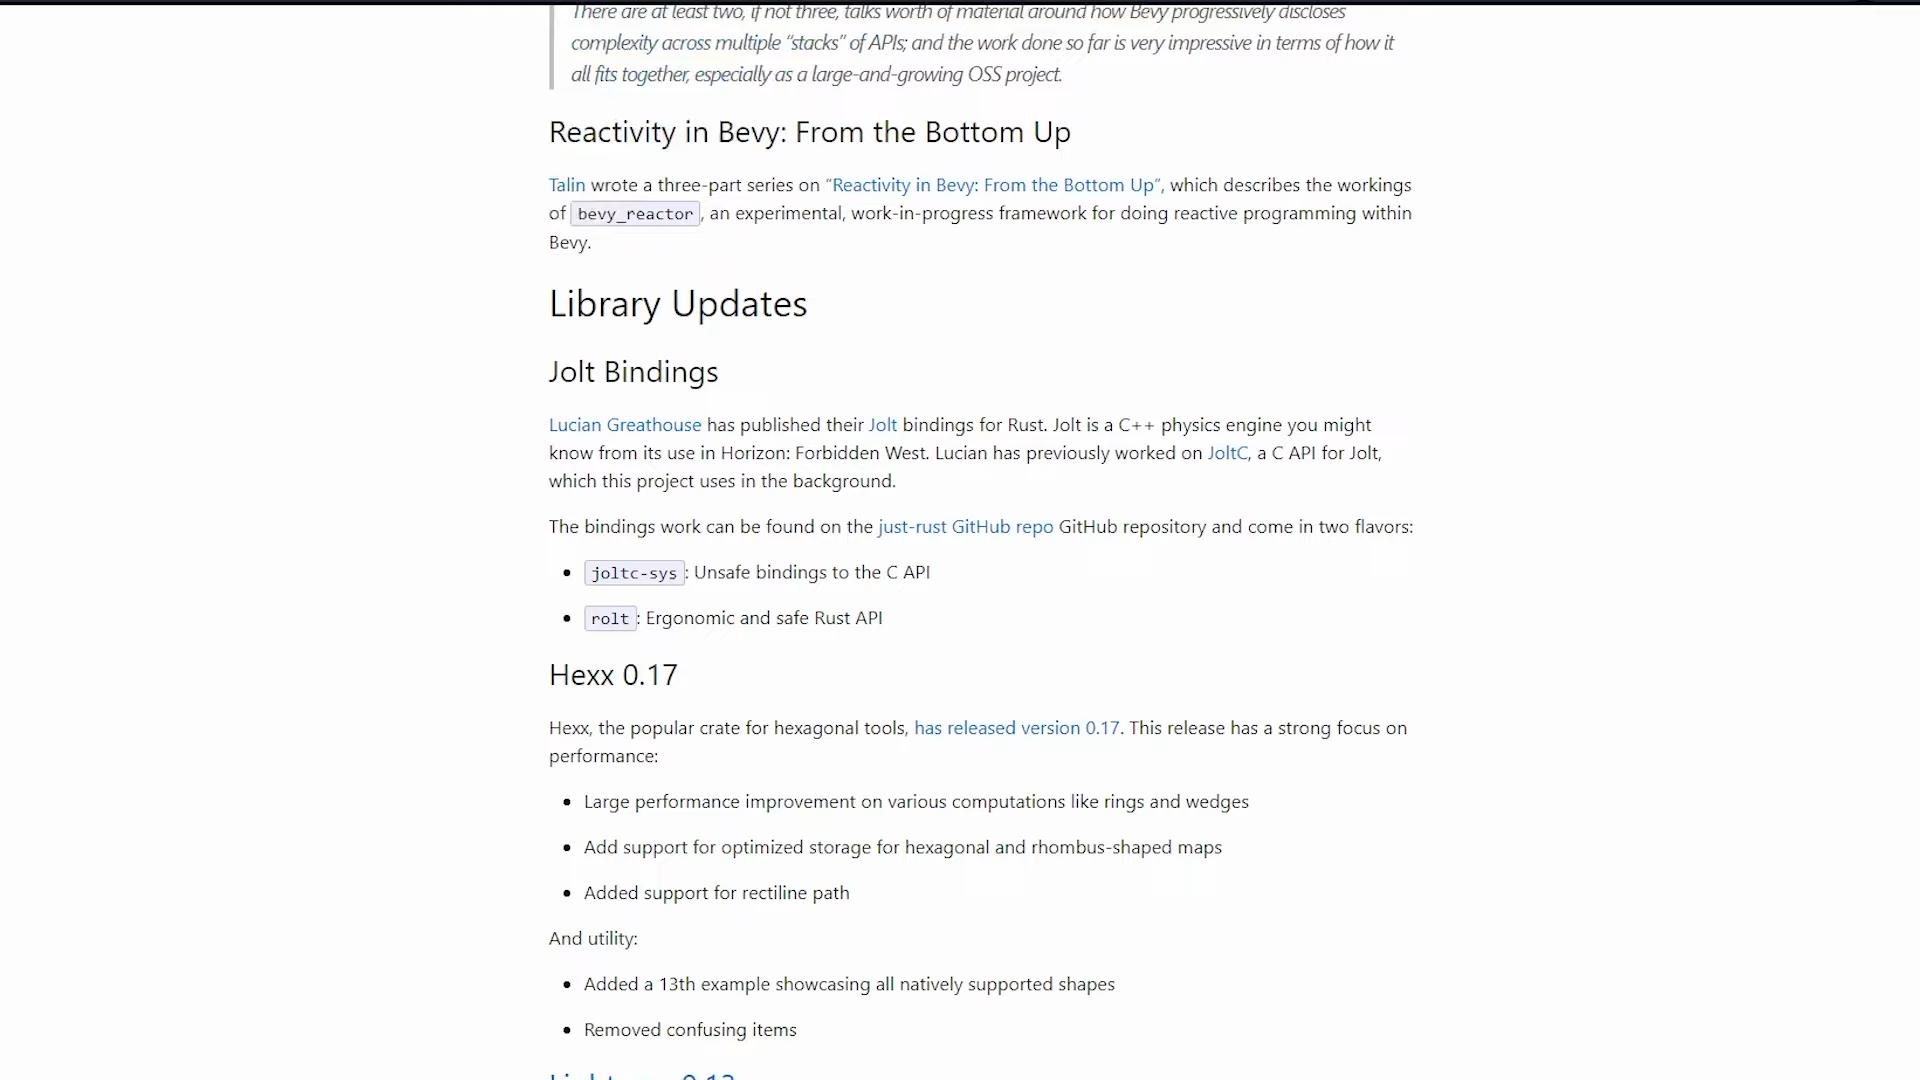 There are at least two, if not three, talks worth of material around how Bevy progressively discloses
complexity across multiple “stacks” of APIs; and the work done so far is very impressive in terms of how it
all fits together, especially as a large-and-growing OSS project.
Reactivity in Bevy: From the Bottom Up
Talin wrote a three-part series on “Reactivity in Bevy: From the Bottom Up”, which describes the workings
of bevy_reactor, an experimental, work-in-progress framework for doing reactive programming within
Bevy.
Library Updates
Jolt Bindings
Lucian Greathouse has published their Jolt bindings for Rust. Jolt is a C++ physics engine you might
know from its use in Horizon: Forbidden West. Lucian has previously worked on JoltC, a C API for Jolt,
which this project uses in the background.
The bindings work can be found on the just-rust GitHub repo GitHub repository and come in two flavors:
• joltc-sys: Unsafe bindings to the C API
• rolt: Ergonomic and safe Rust API
Hexx 0.17
Hexx, the popular crate for hexagonal tools, has released version 0.17. This release has a strong focus on
performance:
• Large performance improvement on various computations like rings and wedges
• Add support for optimized storage for hexagonal and rhombus-shaped maps
• Added support for rectiline path
And utility:
• Added a 13th example showcasing all natively supported shapes
• Removed confusing items